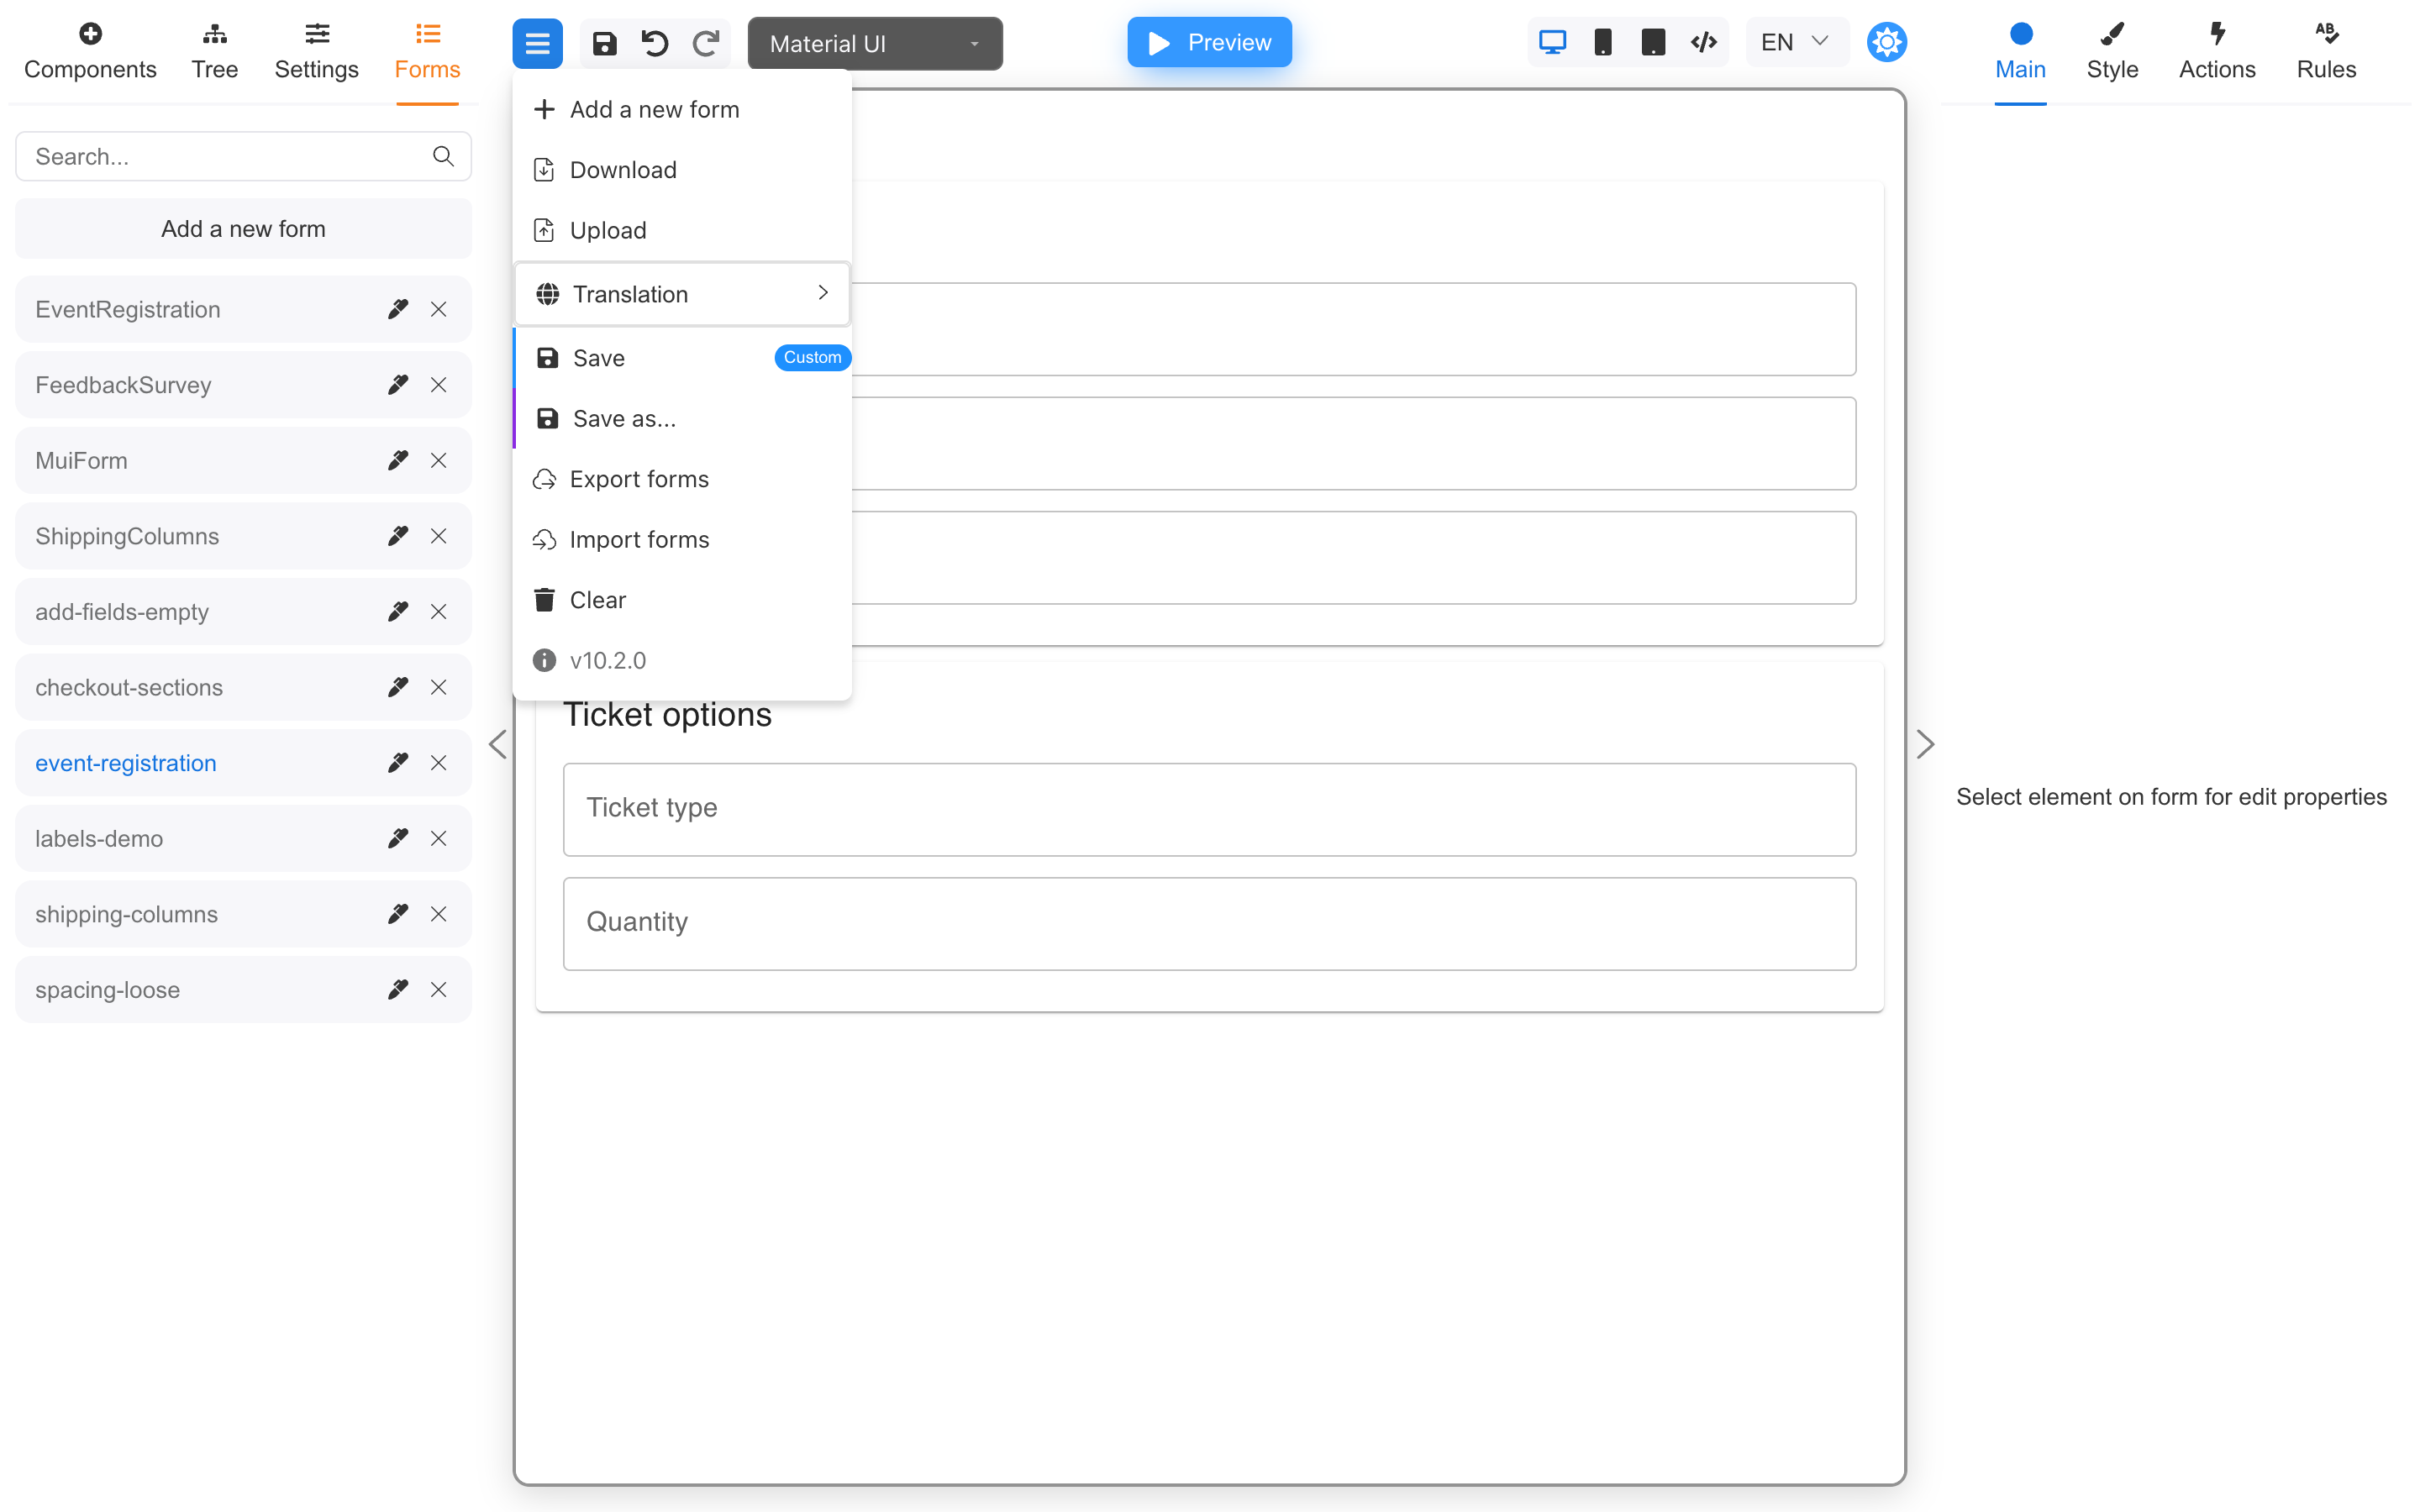 Components
Tree
Settings
Forms
Material UI
Preview
EN
Main
Style
Actions
Rules
Search...
Add a new form
EventRegistration
FeedbackSurvey
MuiForm
ShippingColumns
add-fields-empty
checkout-sections
event-registration
labels-demo
shipping-columns
spacing-loose
Add a new form
Download
Upload
Translation
Save
Custom
Save as...
Export forms
Import forms
Clear
v10.2.0
Ticket options
Ticket type
Quantity
Select element on form for edit properties